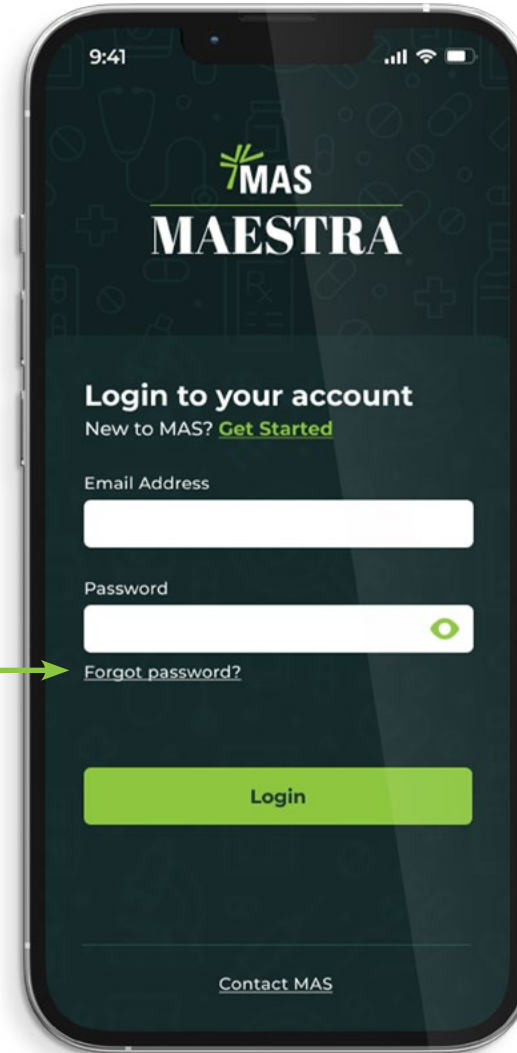 9:41
MAS
MAESTRA
Rx
Login to your account
New to MAS? Get Started
Email Address
Password
Forgot password?
Login
Contact MAS